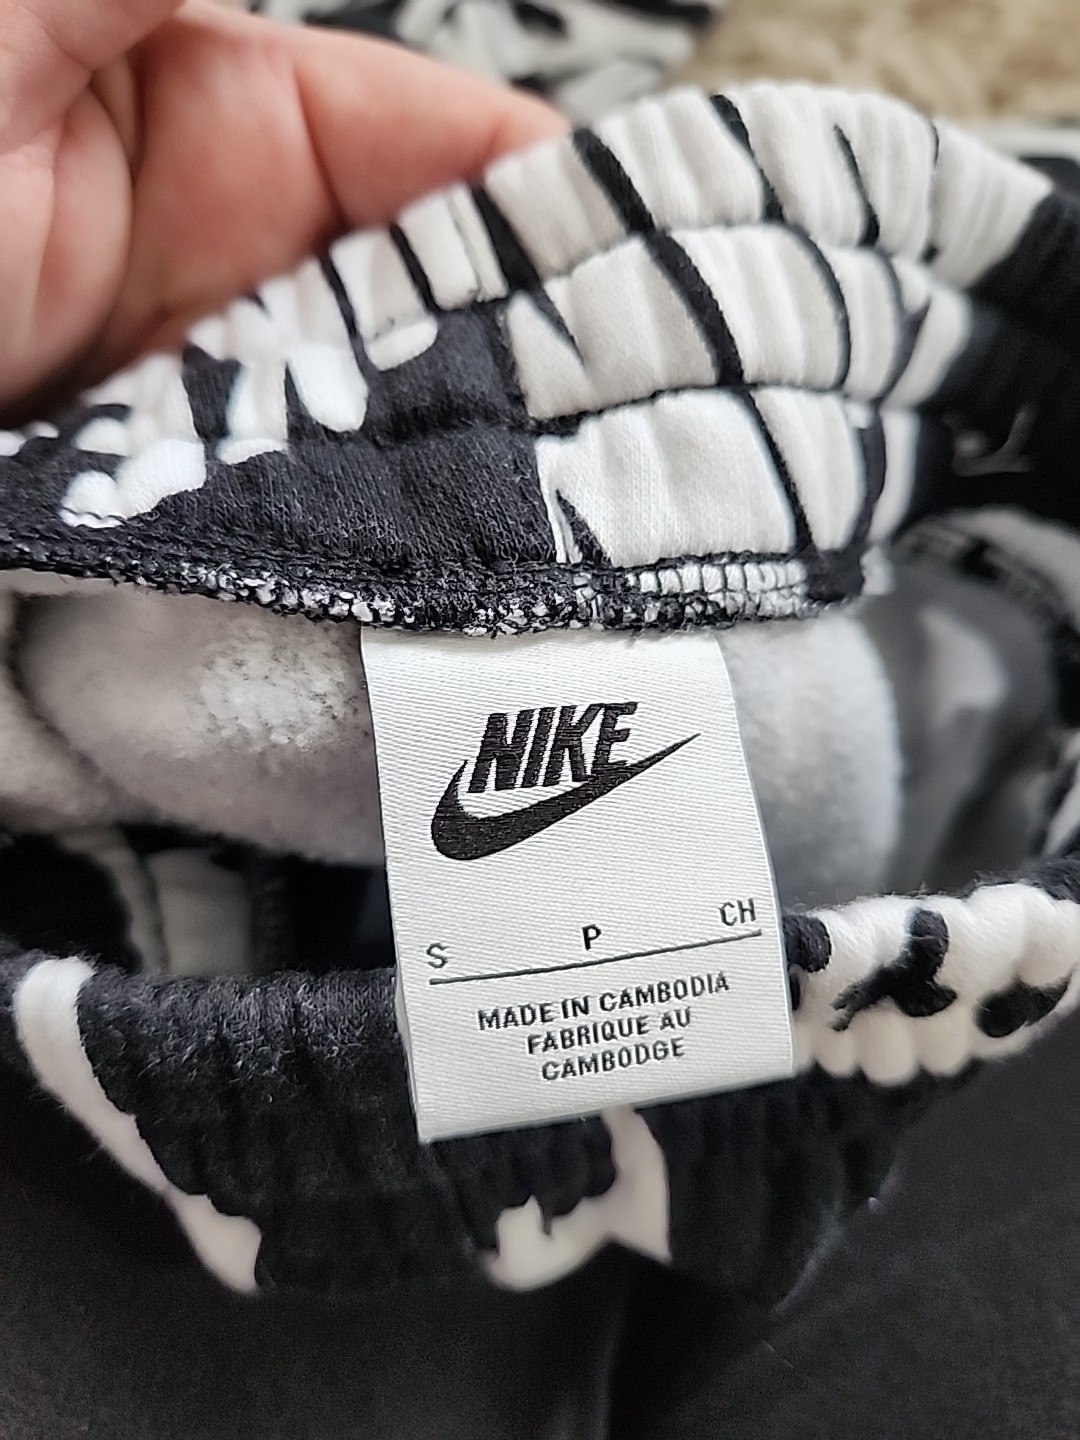 NIKE
S P CH
MADE IN CAMBODIA
FABRIQUE AU
CAMBODGE